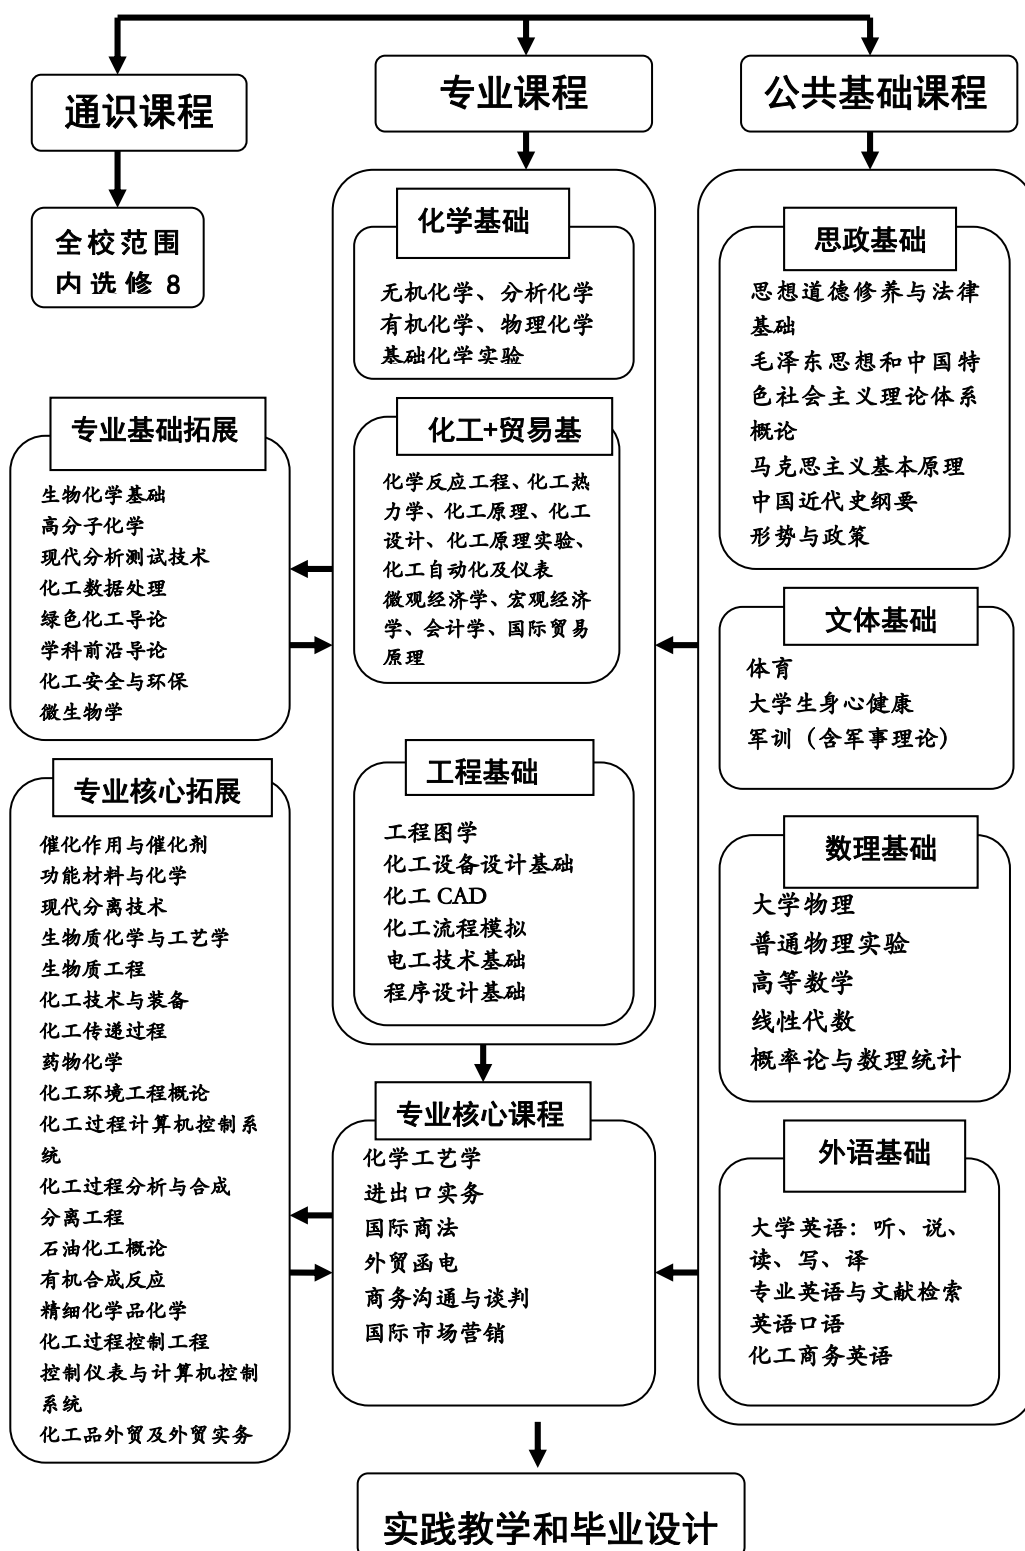 通识课程
专业课程
公共基础课程
全校范围
内选修 8
化学基础
无机化学、分析化学
有机化学、物理化学
基础化学实验
化工+贸易基
化学反应工程、化工热
力学、化工原理、化工
设计、化工原理实验、
化工自动化及仪表
微观经济学、宏观经济
学、会计学、国际贸易
原理
工程基础
工程图学
化工设备设计基础
化工 CAD
化工流程模拟
电工技术基础
程序设计基础
专业基础拓展
生物化学基础
高分子化学
现代分析测试技术
化工数据处理
绿色化工导论
学科前沿导论
化工安全与环保
微生物学
专业核心拓展
催化作用与催化剂
功能材料与化学
现代分离技术
生物质化学与工艺学
生物质工程
化工技术与装备
化工传递过程
药物化学
化工环境工程概论
化工过程计算机控制系
统
化工过程分析与合成
分离工程
石油化工概论
有机合成反应
精细化学品化学
化工过程控制工程
控制仪表与计算机控制
系统
化工品外贸及外贸实务
专业核心课程
化学工艺学
进出口实务
国际商法
外贸函电
商务沟通与谈判
国际市场营销
思政基础
思想道德修养与法律
基础
毛泽东思想和中国特
色社会主义理论体系
概论
马克思主义基本原理
中国近代史纲要
形势与政策
文体基础
体育
大学生身心健康
军训（含军事理论）
数理基础
大学物理
普通物理实验
高等数学
线性代数
概率论与数理统计
外语基础
大学英语：听、说、
读、写、译
专业英语与文献检索
英语口语
化工商务英语
实践教学和毕业设计